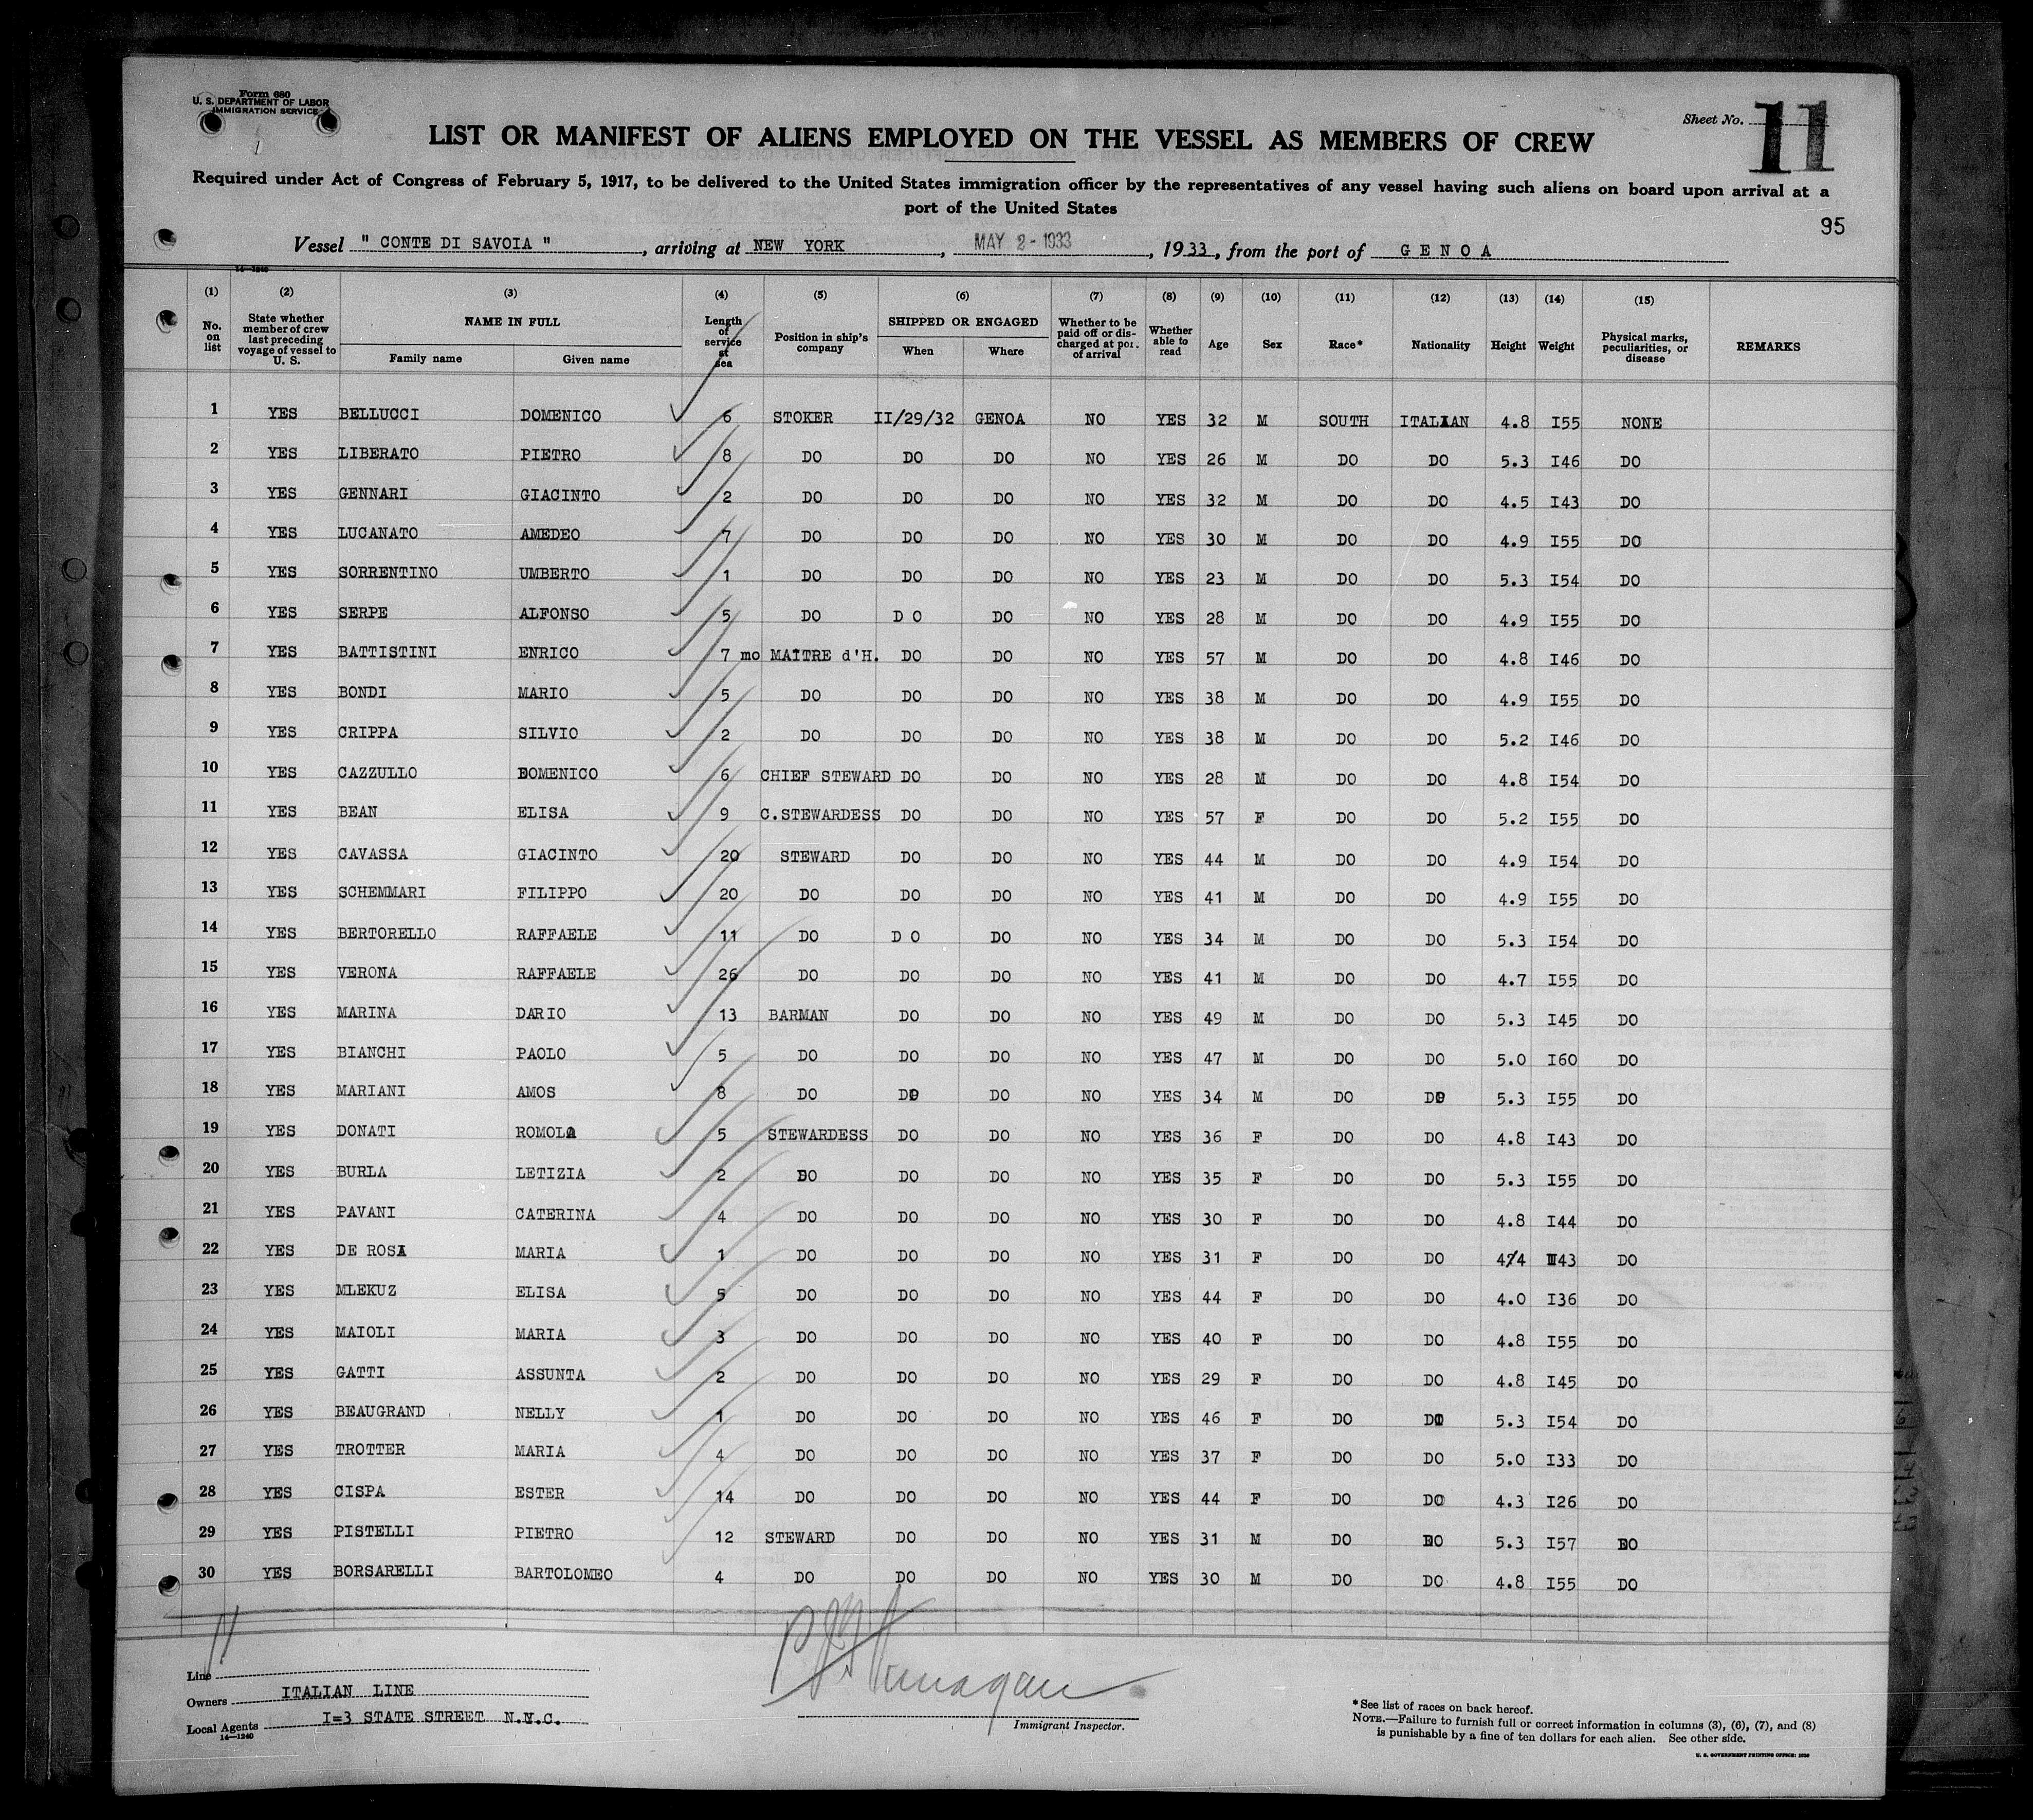 Form 680
U. S. DEPARTMENT OF LABOR
IMMIGRATION SERVICE
Sheet No. 11
LIST OR MANIFEST OF ALIENS EMPLOYED ON THE VESSEL AS MEMBERS OF CREW
Required under Act of Congress of February 5, 1917, to be delivered to the United States immigration officer by the representatives of any vessel having such aliens on board upon arrival at a
port of the United States
95
Vessel " CONTE DI SAVOIA ", arriving at NEW YORK, MAY 2 - 1933, 1933, from the port of GENOA
14—1240
(1) (2) (3) (4) (5) (6) (7) (8) (9) (10) (11) (12) (13) (14) (15)
No. on list State whether member of crew last preceding voyage of vessel to U. S. NAME IN FULL Family name Given name Length of service at sea Position in ship's company SHIPPED OR ENGAGED When Where Whether to be paid off or discharged at port of arrival Whether able to read Age Sex Race* Nationality Height Weight Physical marks, peculiarities, or disease REMARKS
1 YES BELLUCCI DOMENICO 6 STOKER II/29/32 GENOA NO YES 32 M SOUTH ITALIAN 4.8 I55 NONE
2 YES LIBERATO PIETRO 8 DO DO DO NO YES 26 M DO DO 5.3 I46 DO
3 YES GENNARI GIACINTO 2 DO DO DO NO YES 32 M DO DO 4.5 I43 DO
4 YES LUCANATO AMEDEO 7 DO DO DO NO YES 30 M DO DO 4.9 I55 DO
5 YES SORRENTINO UMBERTO 1 DO DO DO NO YES 23 M DO DO 5.3 I54 DO
6 YES SERPE ALFONSO 5 DO D O DO NO YES 28 M DO DO 4.9 I55 DO
7 YES BATTISTINI ENRICO 7 mo MAITRE d'H. DO DO NO YES 57 M DO DO 4.8 I46 DO
8 YES BONDI MARIO 5 DO DO DO NO YES 38 M DO DO 4.9 I55 DO
9 YES CRIPPA SILVIO 2 DO DO DO NO YES 38 M DO DO 5.2 I46 DO
10 YES CAZZULLO DOMENICO 6 CHIEF STEWARD DO DO NO YES 28 M DO DO 4.8 I54 DO
11 YES BEAN ELISA 9 C.STEWARDESS DO DO NO YES 57 F DO DO 5.2 I55 DO
12 YES CAVASSA GIACINTO 20 STEWARD DO DO NO YES 44 M DO DO 4.9 I54 DO
13 YES SCHEMMARI FILIPPO 20 DO DO DO NO YES 41 M DO DO 4.9 I55 DO
14 YES BERTORELLO RAFFAELE 11 DO D O DO NO YES 34 M DO DO 5.3 I54 DO
15 YES VERONA RAFFAELE 26 DO DO DO NO YES 41 M DO DO 4.7 I55 DO
16 YES MARINA DARIO 13 BARMAN DO DO NO YES 49 M DO DO 5.3 I45 DO
17 YES BIANCHI PAOLO 5 DO DO DO NO YES 47 M DO DO 5.0 I60 DO
18 YES MARIANI AMOS 8 DO DO DO NO YES 34 M DO DO 5.3 I55 DO
19 YES DONATI ROMOLA 5 STEWARDESS DO DO NO YES 36 F DO DO 4.8 I43 DO
20 YES BURLA LETIZIA 2 DO DO DO NO YES 35 F DO DO 5.3 I55 DO
21 YES PAVANI CATERINA 4 DO DO DO NO YES 30 F DO DO 4.8 I44 DO
22 YES DE ROSA MARIA 1 DO DO DO NO YES 31 F DO DO 4/4 I43 DO
23 YES MLEKUZ ELISA 5 DO DO DO NO YES 44 F DO DO 4.0 I36 DO
24 YES MAIOLI MARIA 3 DO DO DO NO YES 40 F DO DO 4.8 I55 DO
25 YES GATTI ASSUNTA 2 DO DO DO NO YES 29 F DO DO 4.8 I45 DO
26 YES BEAUGRAND NELLY 1 DO DO DO NO YES 46 F DO DO 5.3 I54 DO
27 YES TROTTER MARIA 4 DO DO DO NO YES 37 F DO DO 5.0 I33 DO
28 YES CISPA ESTER 14 DO DO DO NO YES 44 F DO DO 4.3 I26 DO
29 YES PISTELLI PIETRO 12 STEWARD DO DO NO YES 31 M DO DO 5.3 I57 DO
30 YES BORSARELLI BARTOLOMEO 4 DO DO DO NO YES 30 M DO DO 4.8 I55 DO
11
Line
Owners ITALIAN LINE
Local Agents I=3 STATE STREET N.Y.C.
14—1240
Immigrant Inspector.
*See list of races on back hereof.
NOTE.—Failure to furnish full or correct information in columns (3), (6), (7), and (8)
is punishable by a fine of ten dollars for each alien. See other side.